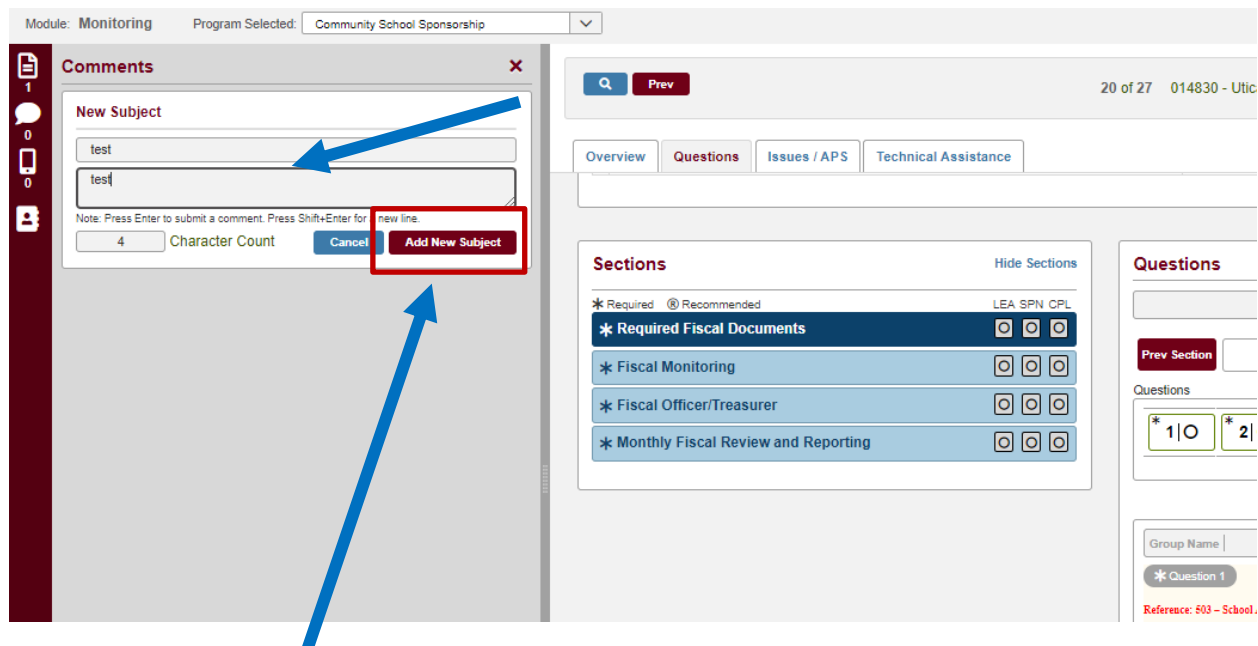 Module: Monitoring Program Selected: Community School Sponsorship
1
0
0
Comments
New Subject
test
test
Note: Press Enter to submit a comment. Press Shift+Enter for new line.
4 Character Count Cancel Add New Subject
Prev
20 of 27 014830 - Utic
Overview Questions Issues / APS Technical Assistance
Sections Hide Sections
* Required ® Recommended LEA SPN CPL
* Required Fiscal Documents
* Fiscal Monitoring
* Fiscal Officer/Treasurer
* Monthly Fiscal Review and Reporting
Questions
Prev Section
Questions
* 1|O * 2|
Group Name
* Question 1
Reference: 503 – School